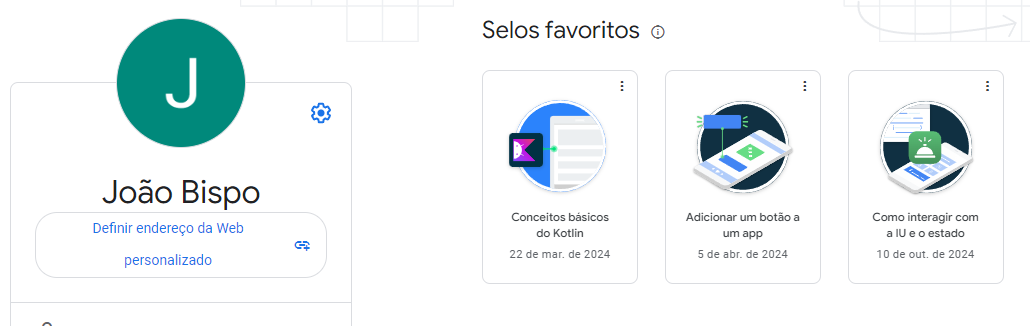 J
João Bispo
Definir endereço da Web
personalizado
Selos favoritos
Conceitos básicos
do Kotlin
22 de mar. de 2024
Adicionar um botão a
um app
5 de abr. de 2024
Como interagir com
a IU e o estado
10 de out. de 2024